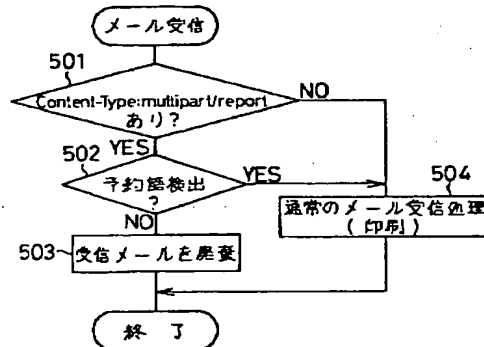 メール受信
501
Content-Type:multipart/report
あり?
NO
YES
502
予約語検出
?
YES
NO
504
通常のメール受信処理
(印刷)
503
受信メールを廃棄
終了